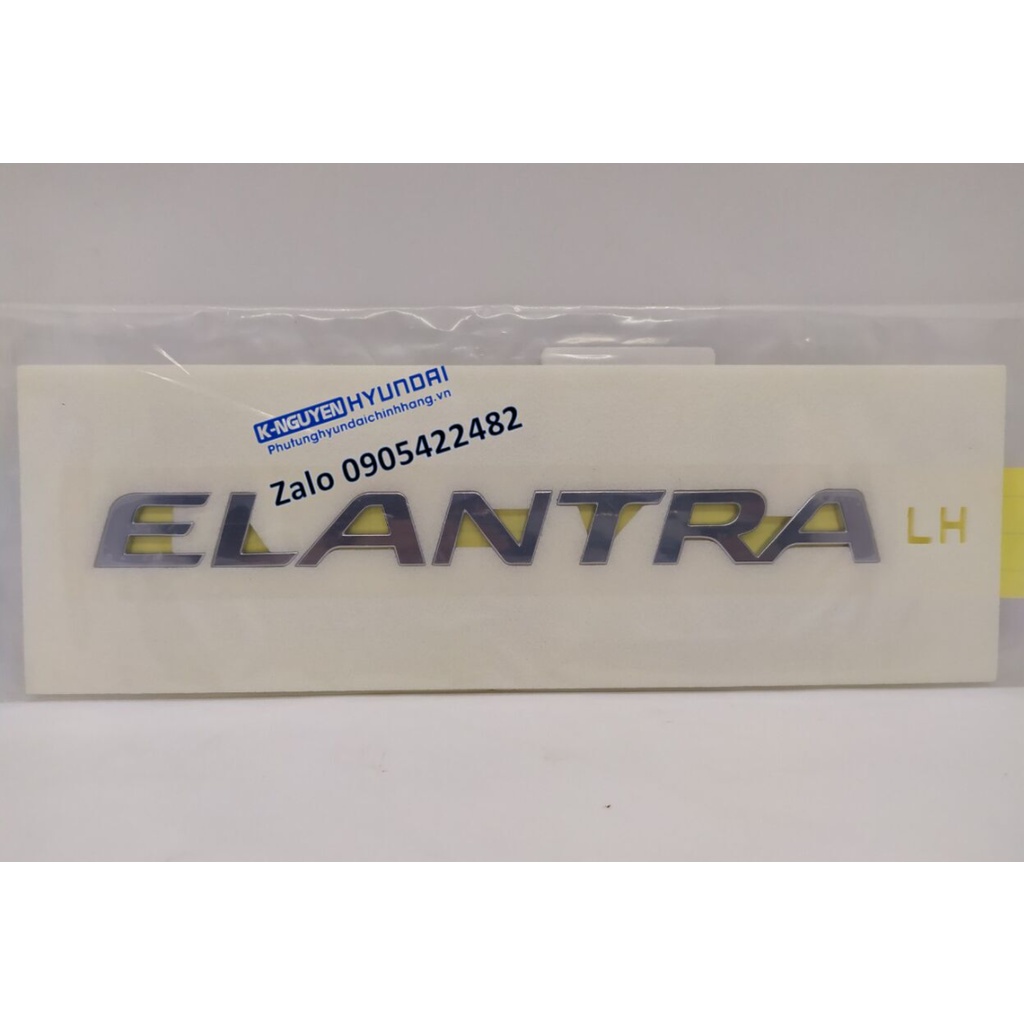 K-NGUYEN HYUNDAI
Phutunghyundaichinhhang.vn
Zalo 0905422482
ELANTRA LH